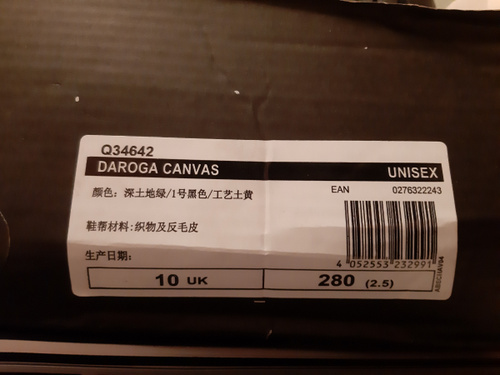 Q34642
DAROGA CANVAS UNISEX
颜色：深土地绿/1号黑色/工艺土黄 EAN 0276322243
鞋帮材料：织物及反毛皮
4 052553 232991
生产日期：
10 UK 280 (2.5)